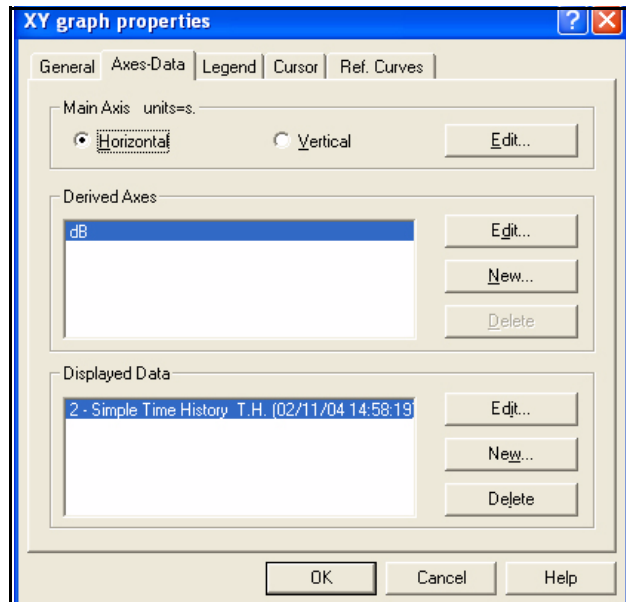 XY graph properties
General Axes-Data Legend Cursor Ref. Curves
Main Axis units=s.
Horizontal Vertical Edit...
Derived Axes
dB
Edit...
New...
Delete
Displayed Data
2 - Simple Time History T.H. (02/11/04 14:58:19
Edit...
New...
Delete
OK Cancel Help